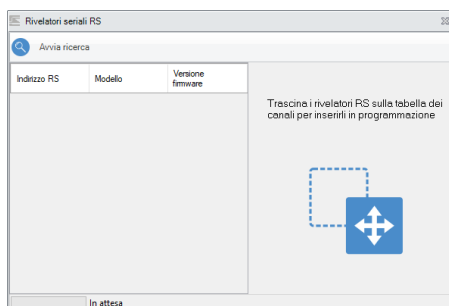 Rivelatori seriali RS
Avvia ricerca
Indirizzo RS
Modello
Versione
firmware
Trascina i rivelatori RS sulla tabella dei
canali per inserirli in programmazione
In attesa